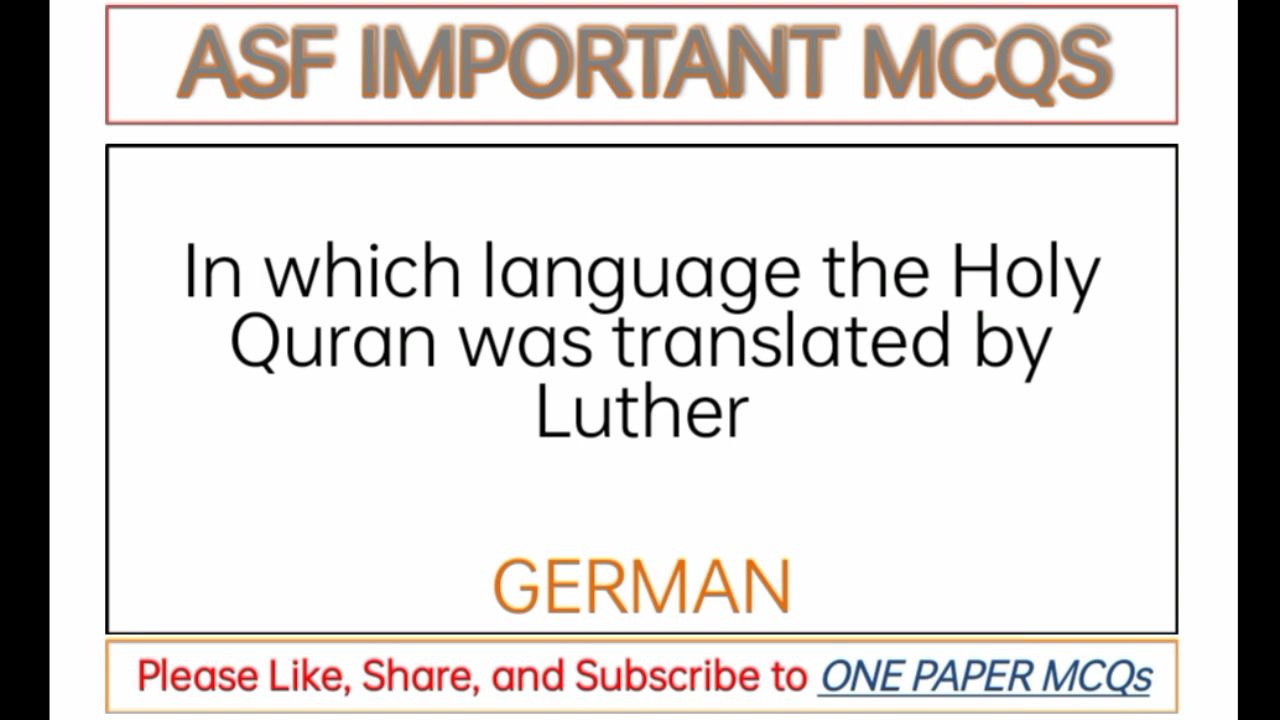 ASF IMPORTANT MCQS
In which language the Holy
Quran was translated by
Luther
GERMAN
Please Like, Share, and Subscribe to ONE PAPER MCQs